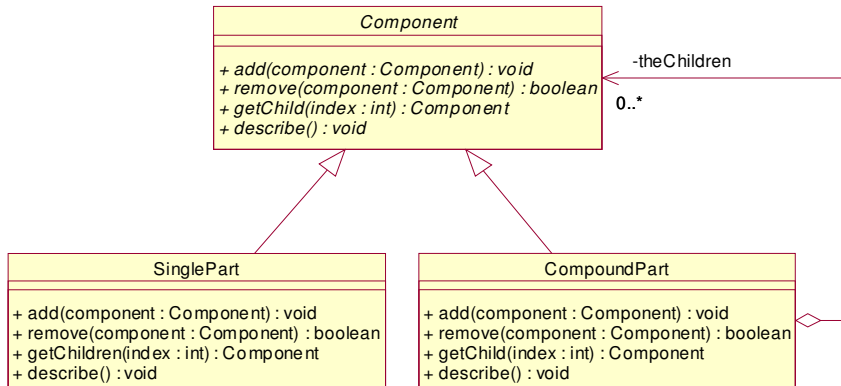 Component
+ add(component : Component) : void
+ remove(component : Component) : boolean
+ getChild(index : int) : Component
+ describe() : void
-theChildren
0..*
SinglePart
+ add(component : Component) : void
+ remove(component : Component) : boolean
+ getChildren(index : int) : Component
+ describe() : void
CompoundPart
+ add(component : Component) : void
+ remove(component : Component) : boolean
+ getChild(index : int) : Component
+ describe() : void